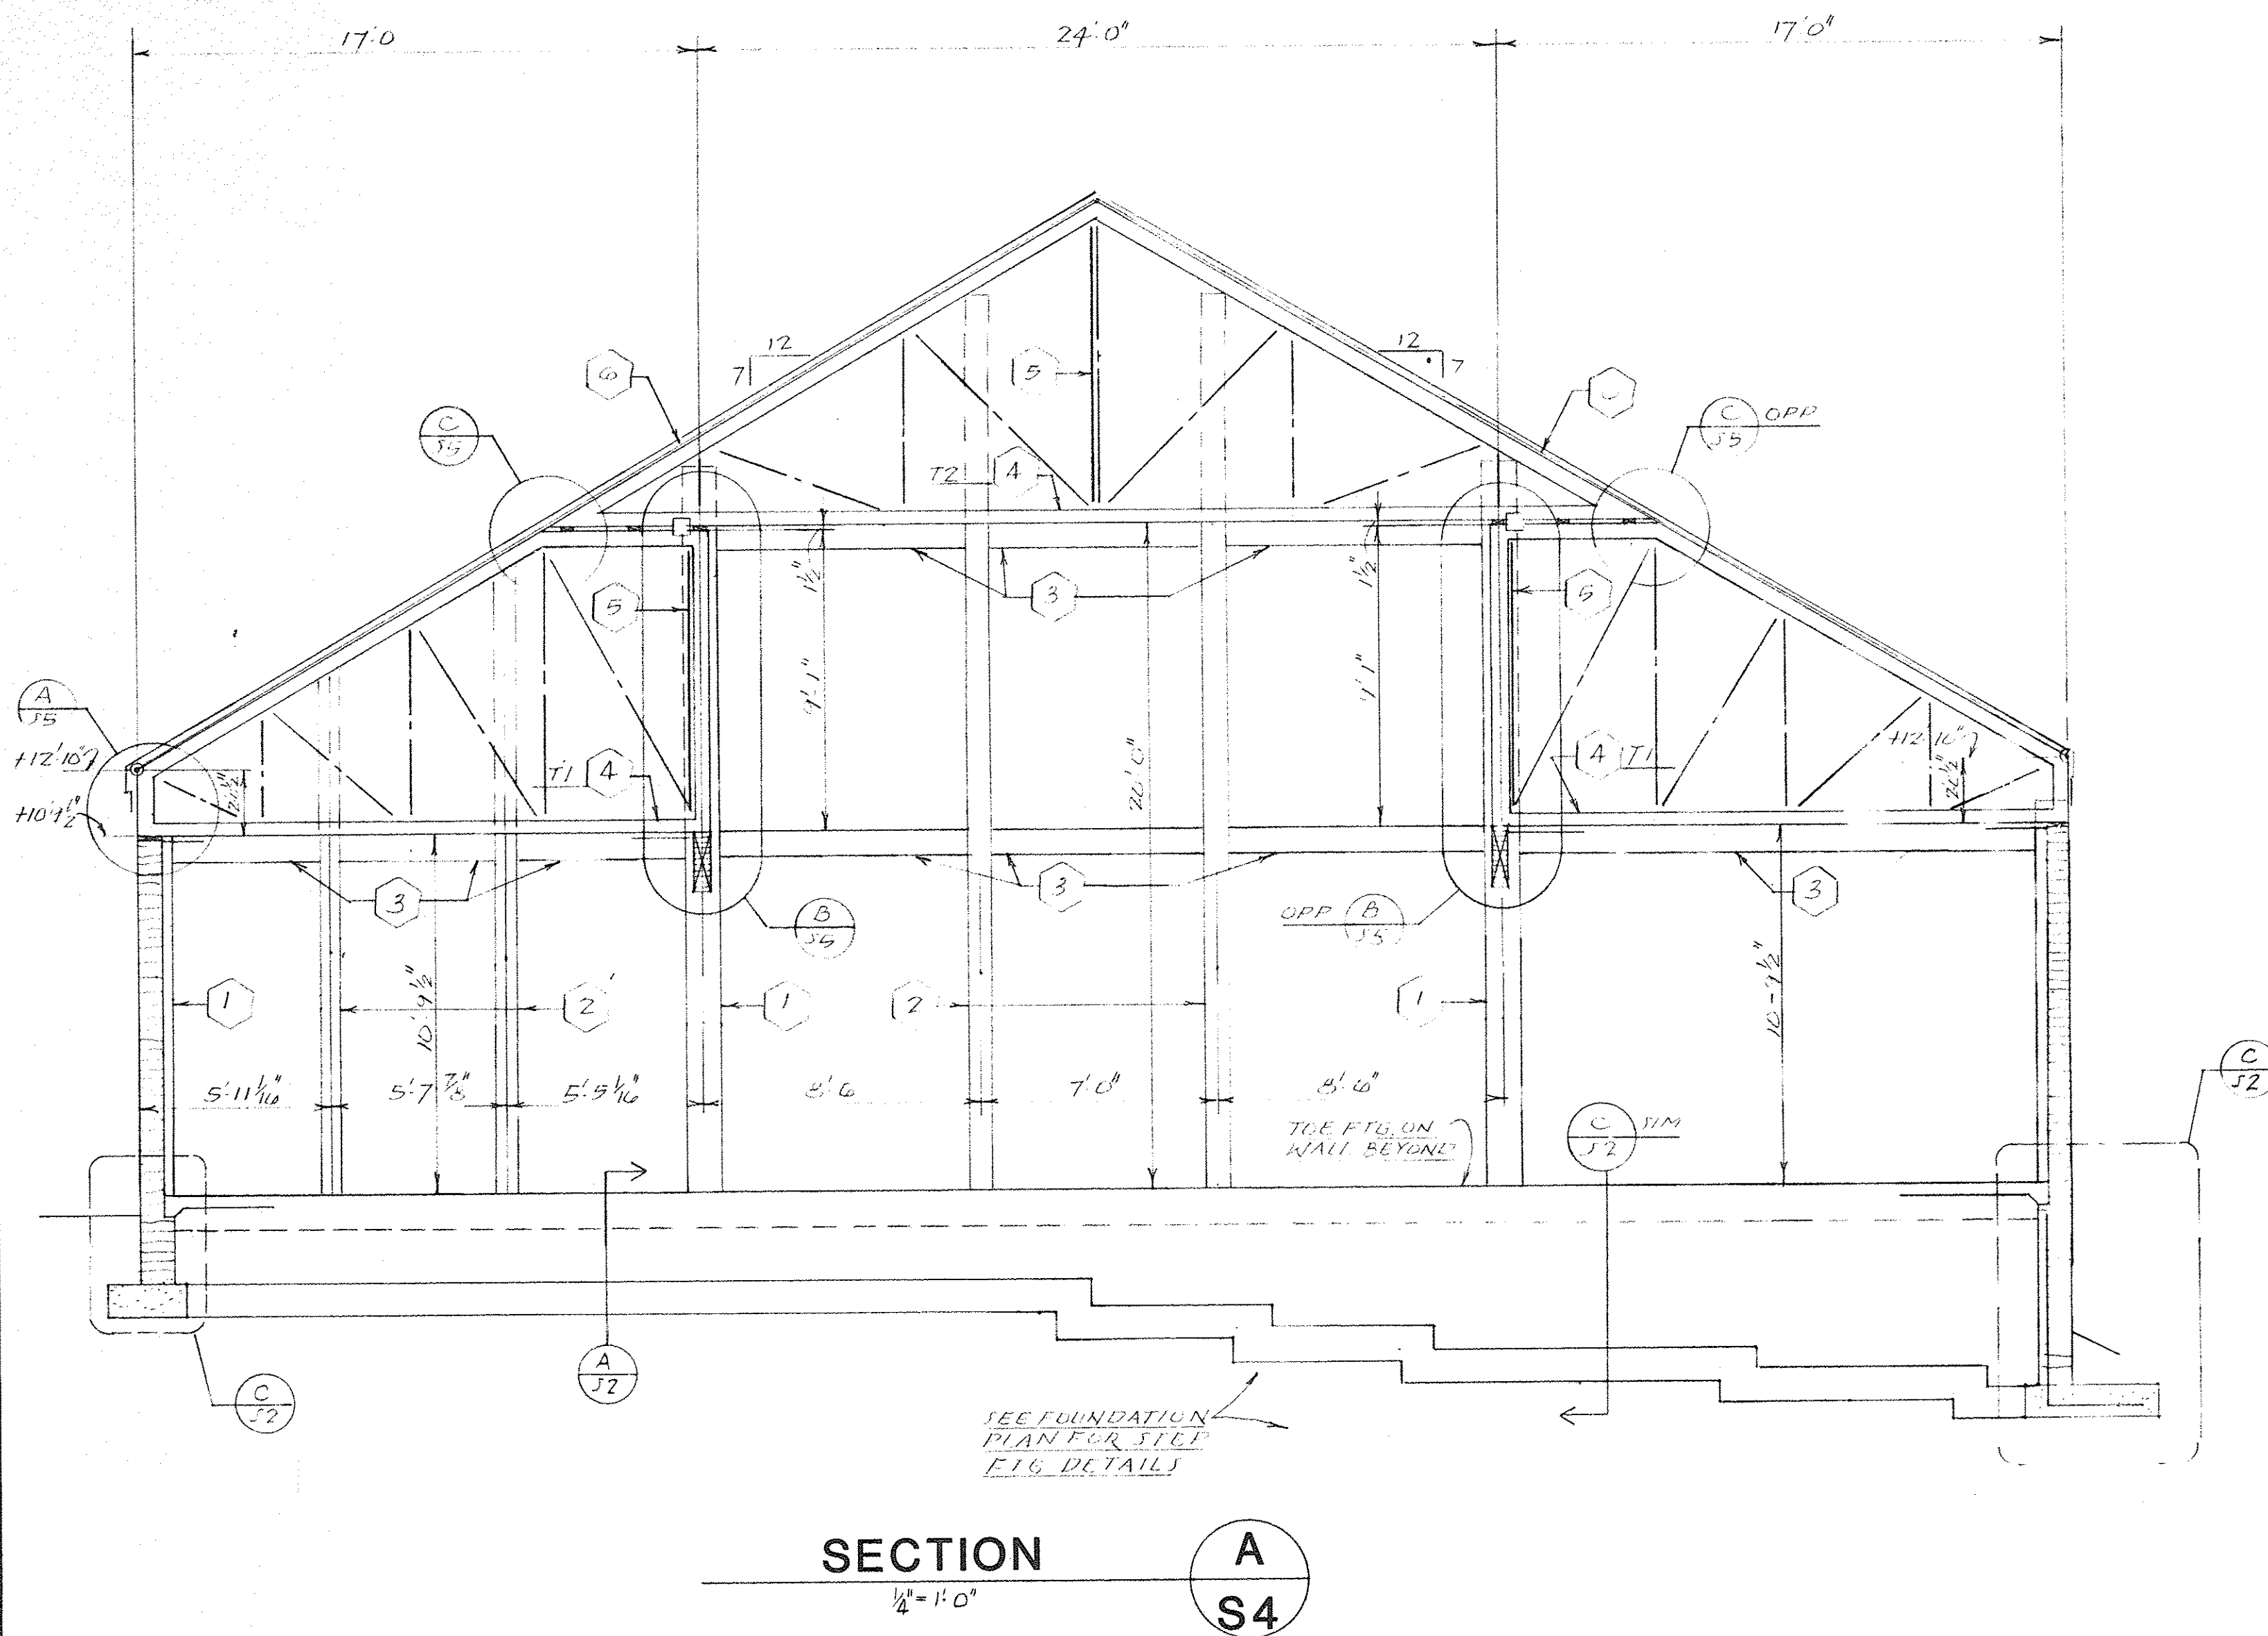 17'0
24'0"
17'0"
12
7
12
7
6
5
C
S5
C
S5
OPP
T2
4
1½"
1½"
5
3
5
9'-1"
9'-1"
A
S5
+12'10"
+10'9½"
T1
4
20'0"
4
T1
+12'-10"
3
3
3
B
S5
OPP
B
S5
1
2
1
2
1
10'-9½"
10-9½"
5'-11 1/16"
5'-7 7/8"
5'-5 1/16"
8'-6
7'-0"
8'-6"
C
S2
TOE FTG. ON
WALL BEYOND
C
S2
SIM
A
S2
C
S2
SEE FOUNDATION
PLAN FOR STEP
FTG DETAILS
SECTION
¼"=1'-0"
A
S4